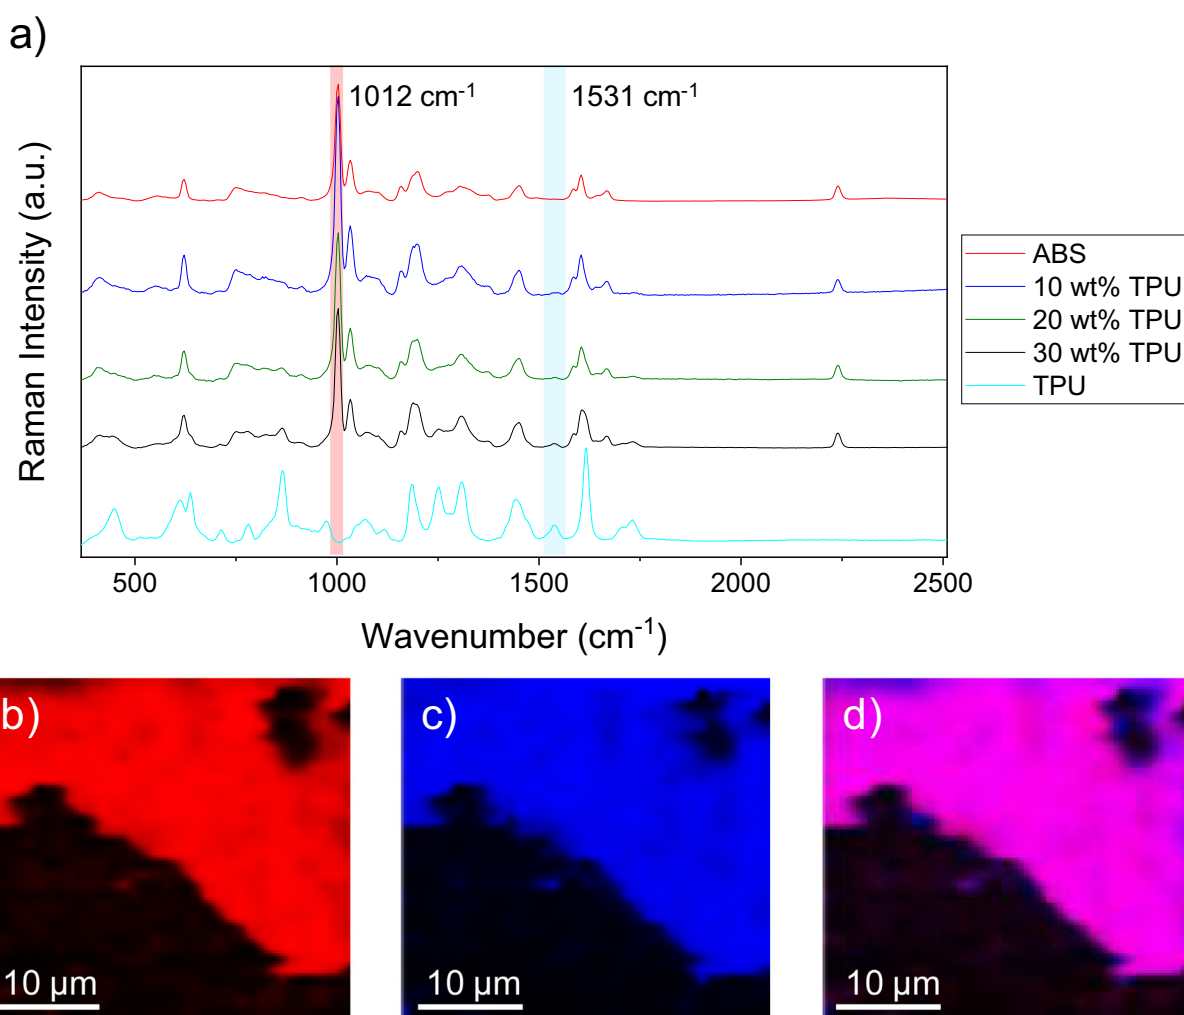 a)
1012 cm⁻¹
1531 cm⁻¹
Raman Intensity (a.u.)
ABS
10 wt% TPU
20 wt% TPU
30 wt% TPU
TPU
500
1000
1500
2000
2500
Wavenumber (cm⁻¹)
b)
c)
d)
10 µm
10 µm
10 µm